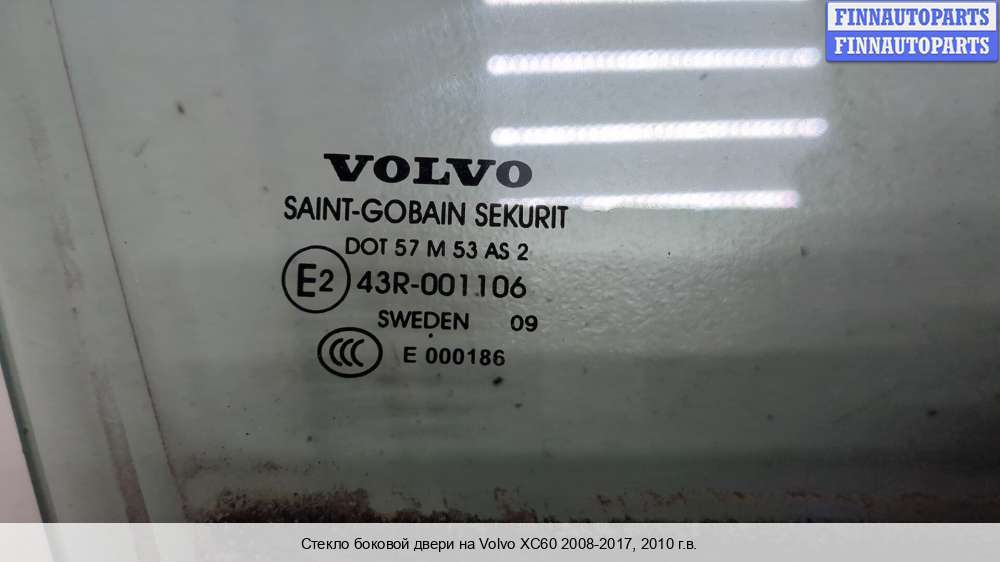 FINNAUTOPARTS
FINNAUTOPARTS
VOLVO
SAINT-GOBAIN SEKURIT
DOT 57 M 53 AS 2
E2 43R-001106
SWEDEN 09
CCC E 000186
Стекло боковой двери на Volvo XC60 2008-2017, 2010 г.в.